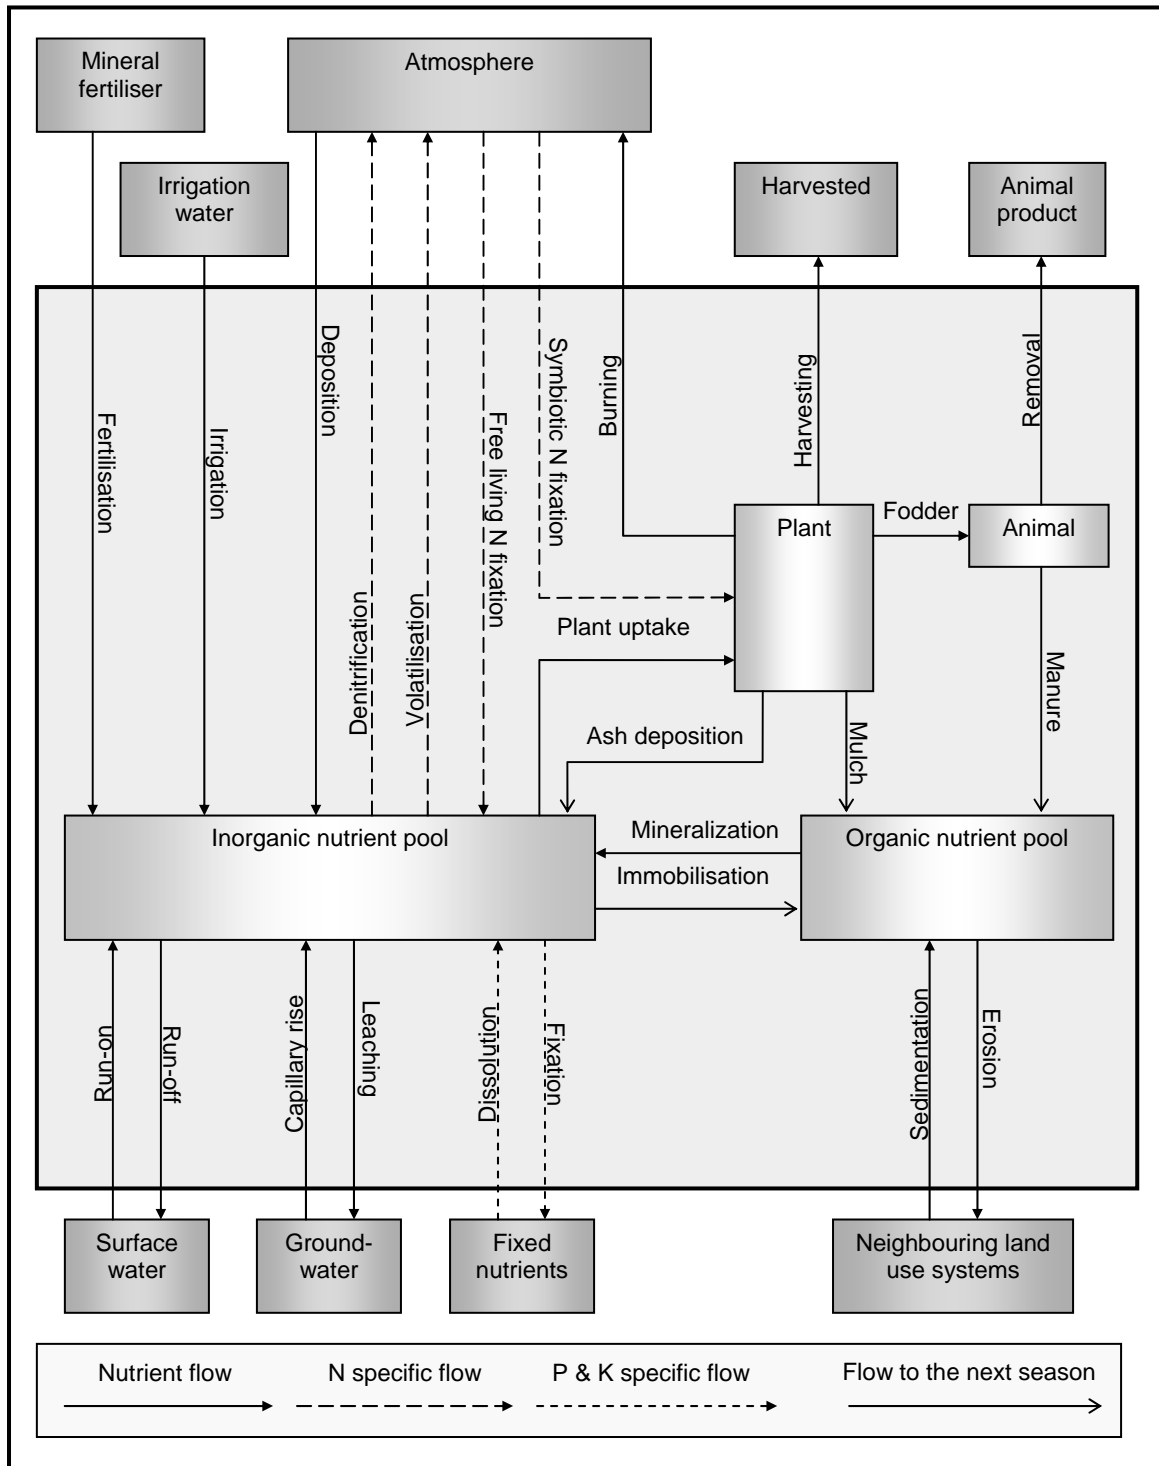 Mineral
fertiliser
Atmosphere
Irrigation
water
Harvested
Animal
product
Fertilisation
Irrigation
Deposition
Denitrification
Volatilisation
Free living N fixation
Symbiotic N fixation
Burning
Harvesting
Removal
Plant
Fodder
Animal
Plant uptake
Ash deposition
Mulch
Manure
Inorganic nutrient pool
Mineralization
Immobilisation
Organic nutrient pool
Run-on
Run-off
Capillary rise
Leaching
Dissolution
Fixation
Sedimentation
Erosion
Surface
water
Ground-
water
Fixed
nutrients
Neighbouring land
use systems
Nutrient flow
N specific flow
P & K specific flow
Flow to the next season